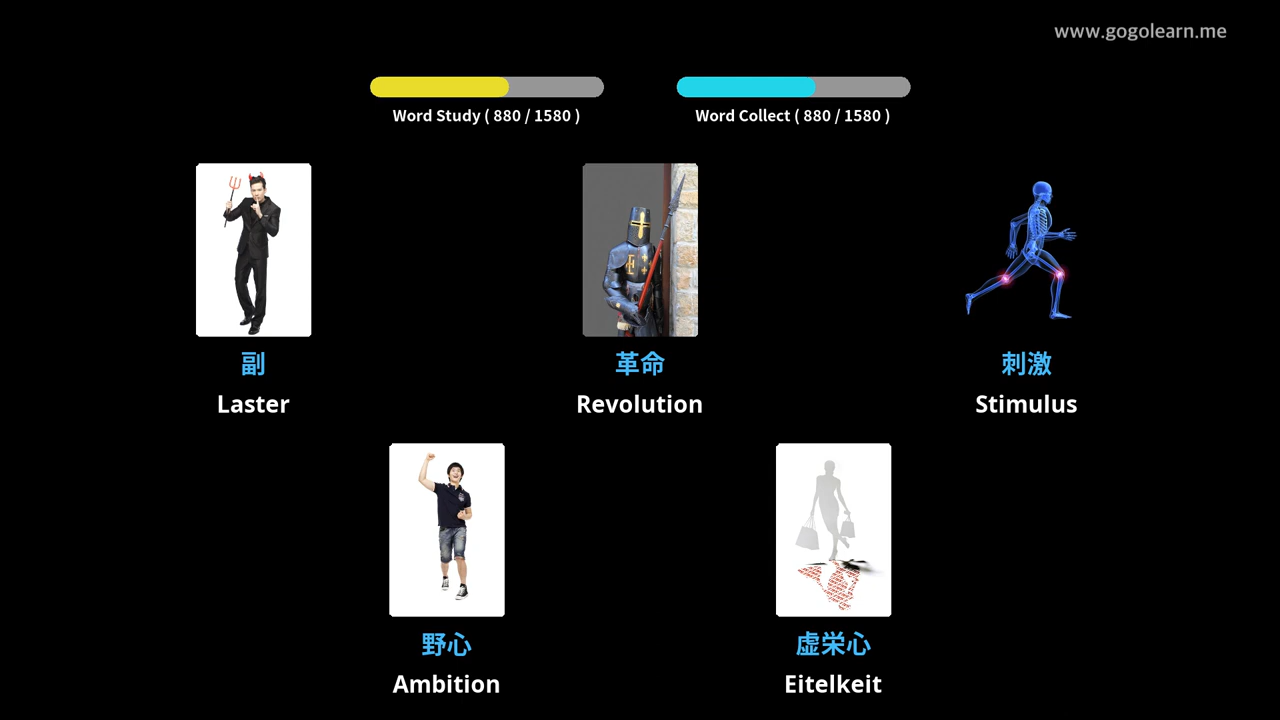 www.gogolearn.me
Word Study ( 880 / 1580 )
Word Collect ( 880 / 1580 )
副
革命
刺激
Laster
Revolution
Stimulus
野心
虚栄心
Ambition
Eitelkeit